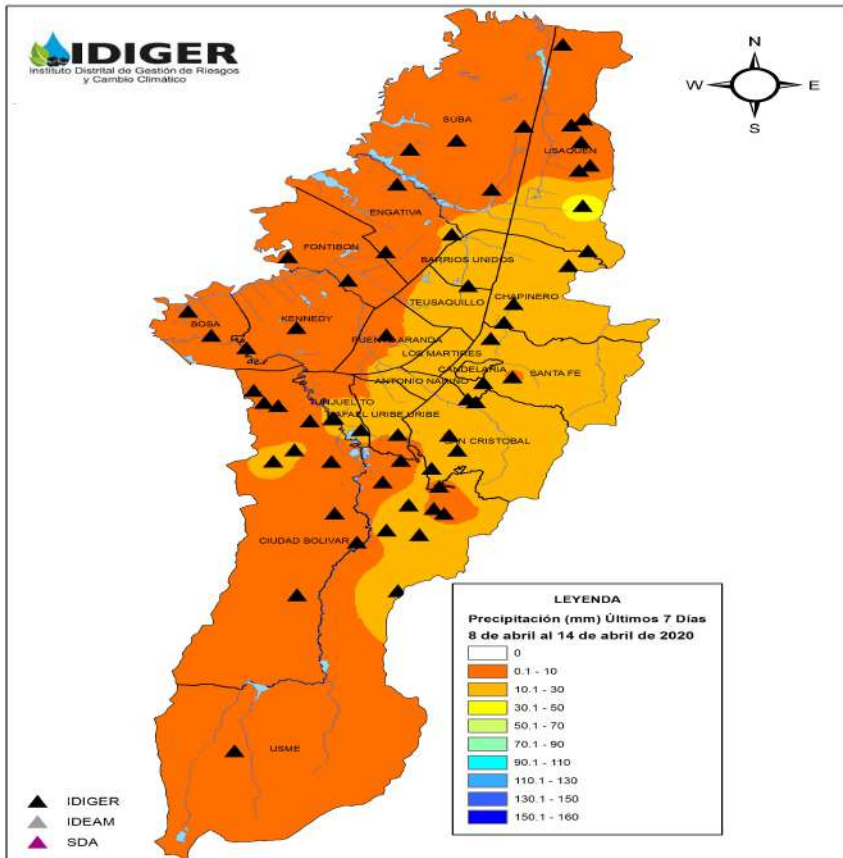 IDIGER
Instituto Distrital de Gestión de Riesgos
y Cambio Climático
N
W E
S
SUBA
USAQUEN
ENGATIVA
FONTIBON
BARRIOS UNIDOS
TEUSAQUILLO
CHAPINERO
BOSA
KENNEDY
PUENTE ARANDA
LOS MARTIRES
CANDELARIA
SANTA FE
ANTONIO NARIÑO
TUNJUELITO
RAFAEL URIBE URIBE
SAN CRISTOBAL
CIUDAD BOLIVAR
USME
LEYENDA
Precipitación (mm) Últimos 7 Días
8 de abril al 14 de abril de 2020
0
0.1 - 10
10.1 - 30
30.1 - 50
50.1 - 70
70.1 - 90
90.1 - 110
110.1 - 130
130.1 - 150
150.1 - 160
IDIGER
IDEAM
SDA